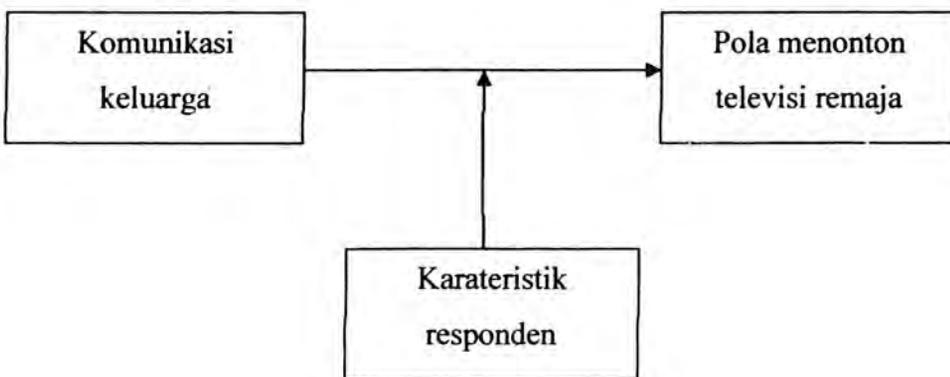 Komunikasi
keluarga
Pola menonton
televisi remaja
Karateristik
responden